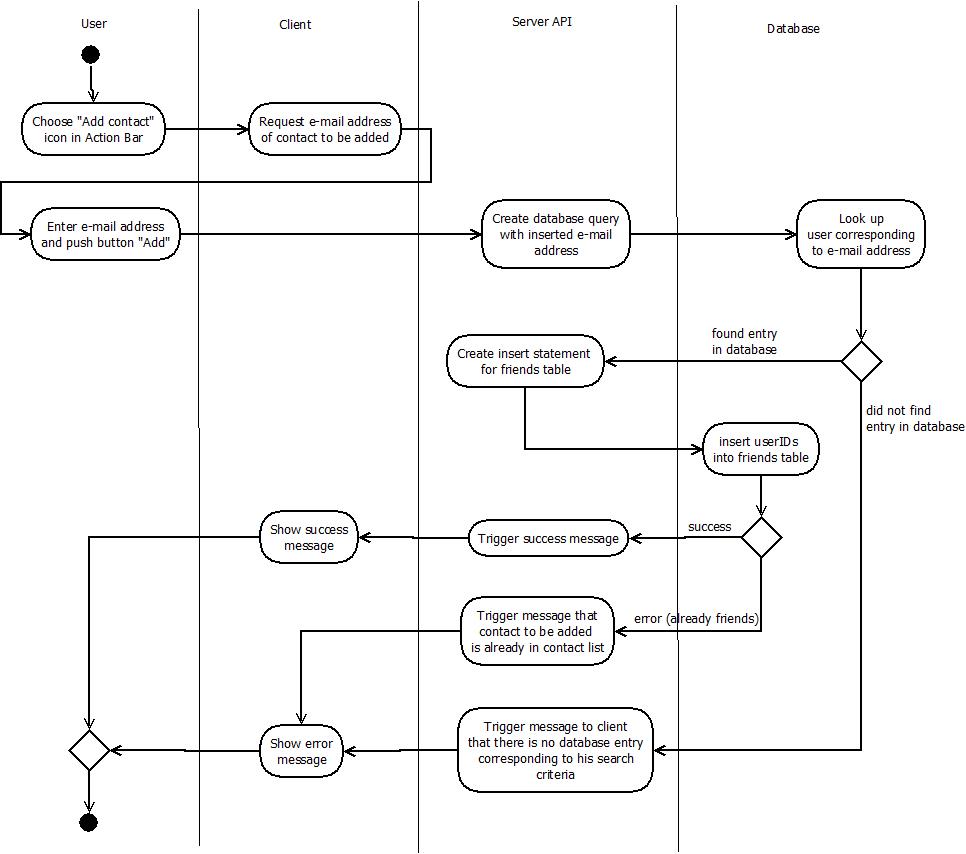 User
Client
Server API
Database
Choose "Add contact"
icon in Action Bar
Request e-mail address
of contact to be added
Enter e-mail address
and push button "Add"
Create database query
with inserted e-mail
address
Look up
user corresponding
to e-mail address
found entry
in database
Create insert statement
for friends table
did not find
entry in database
insert userIDs
into friends table
success
Trigger success message
Show success
message
error (already friends)
Trigger message that
contact to be added
is already in contact list
Trigger message to client
that there is no database entry
corresponding to his search
criteria
Show error
message